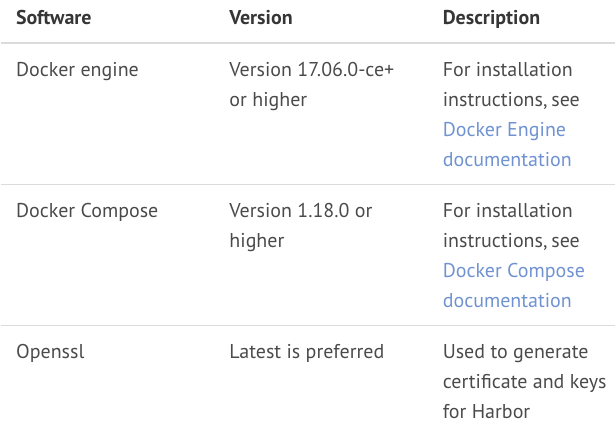 Software Version Description
Docker engine Version 17.06.0-ce+ For installation
or higher instructions, see
Docker Engine
documentation
Docker Compose Version 1.18.0 or For installation
higher instructions, see
Docker Compose
documentation
Openssl Latest is preferred Used to generate
certificate and keys
for Harbor